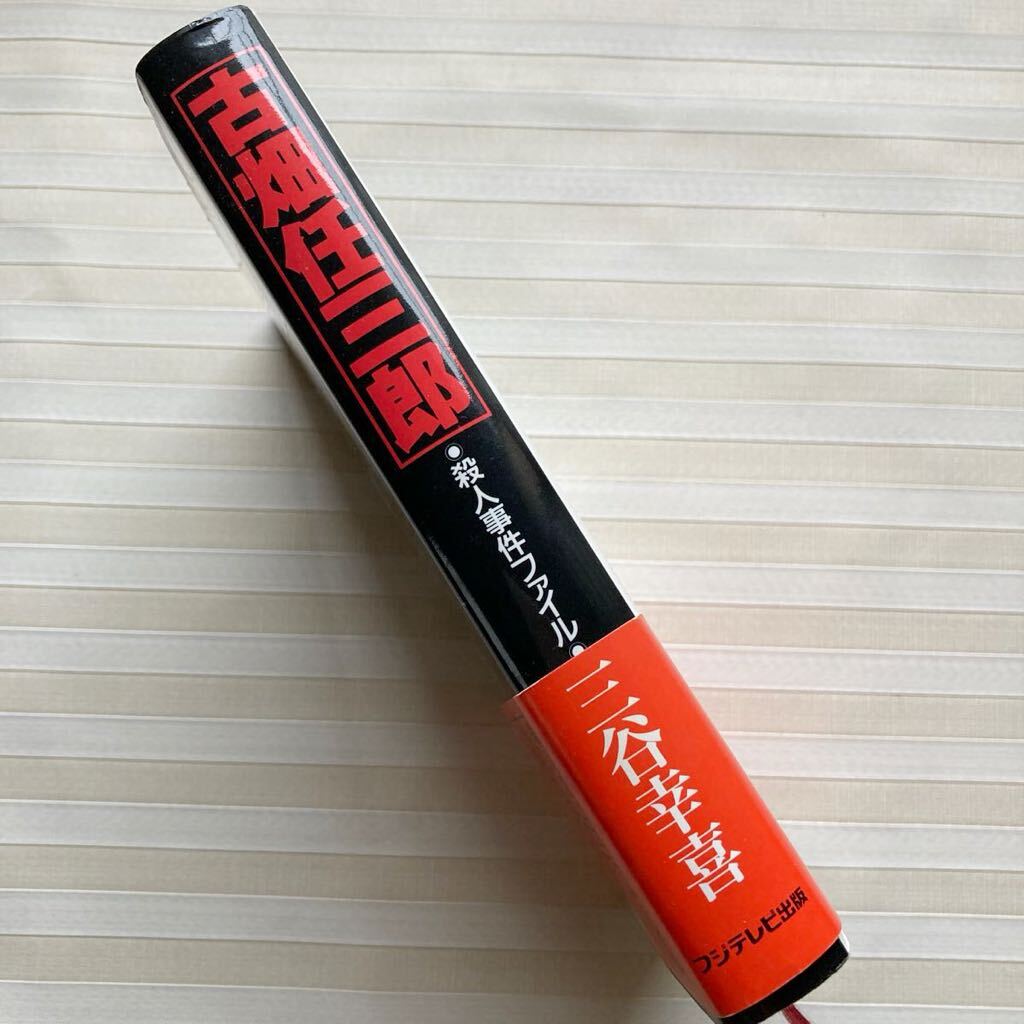 古畑任三郎
●殺人事件ファイル●
三谷幸喜
フジテレビ出版